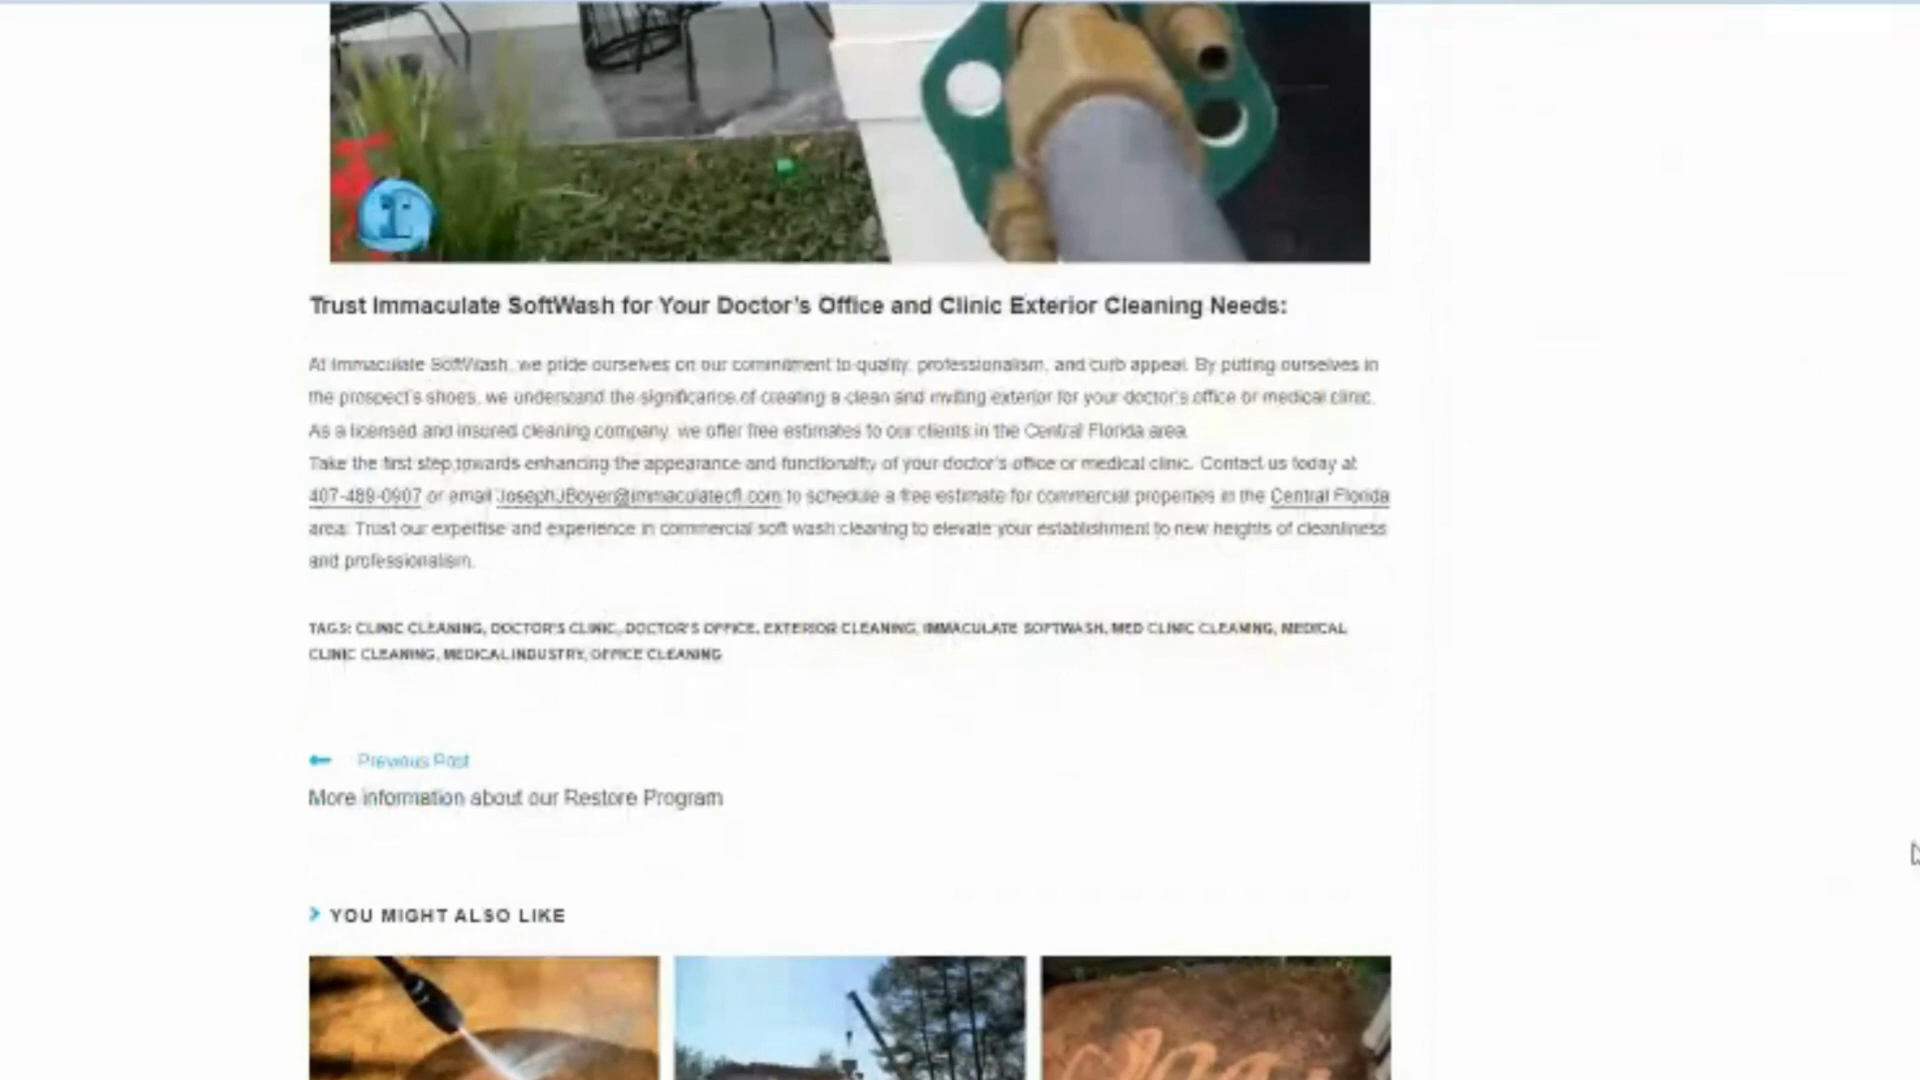 Trust Immaculate SoftWash for Your Doctor's Office and Clinic Exterior Cleaning Needs:
At Immaculate SoftWash, we pride ourselves on our commitment to quality, professionalism, and curb appeal. By putting ourselves in
the prospect's shoes, we understand the significance of creating a clean and inviting exterior for your doctor's office or medical clinic.
As a licensed and insured cleaning company, we offer free estimates to our clients in the Central Florida area.
Take the first step towards enhancing the appearance and functionality of your doctor's office or medical clinic. Contact us today at
407-489-0907 or email JosephJBoyer@immaculatecfl.com to schedule a free estimate for commercial properties in the Central Florida
area. Trust our expertise and experience in commercial soft wash cleaning to elevate your establishment to new heights of cleanliness
and professionalism.
TAGS: CLINIC CLEANING, DOCTOR'S CLINIC, DOCTOR'S OFFICE, EXTERIOR CLEANING, IMMACULATE SOFTWASH, MED CLINIC CLEANING, MEDICAL
CLINIC CLEANING, MEDICAL INDUSTRY, OFFICE CLEANING
Previous Post
More information about our Restore Program
YOU MIGHT ALSO LIKE